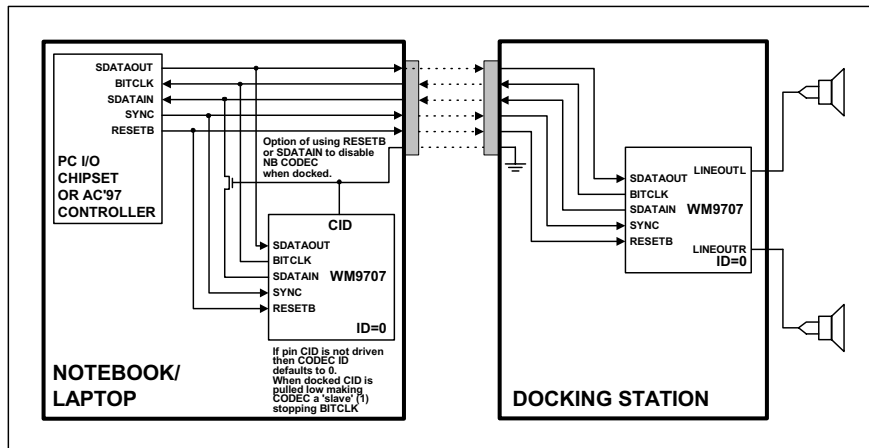 SDATAOUT
BITCLK
SDATAIN
SYNC
RESETB
PC I/O
CHIPSET
OR AC'97
CONTROLLER
Option of using RESETB
or SDATAIN to disable
NB CODEC
when docked.
CID
SDATAOUT
BITCLK
SDATAIN
WM9707
SYNC
RESETB
ID=0
If pin CID is not driven
then CODEC ID
defaults to 0.
When docked CID is
pulled low making
CODEC a 'slave' (1)
stopping BITCLK
NOTEBOOK/
LAPTOP
LINEOUTL
SDATAOUT
BITCLK
SDATAIN
WM9707
SYNC
RESETB
LINEOUTR
ID=0
DOCKING STATION